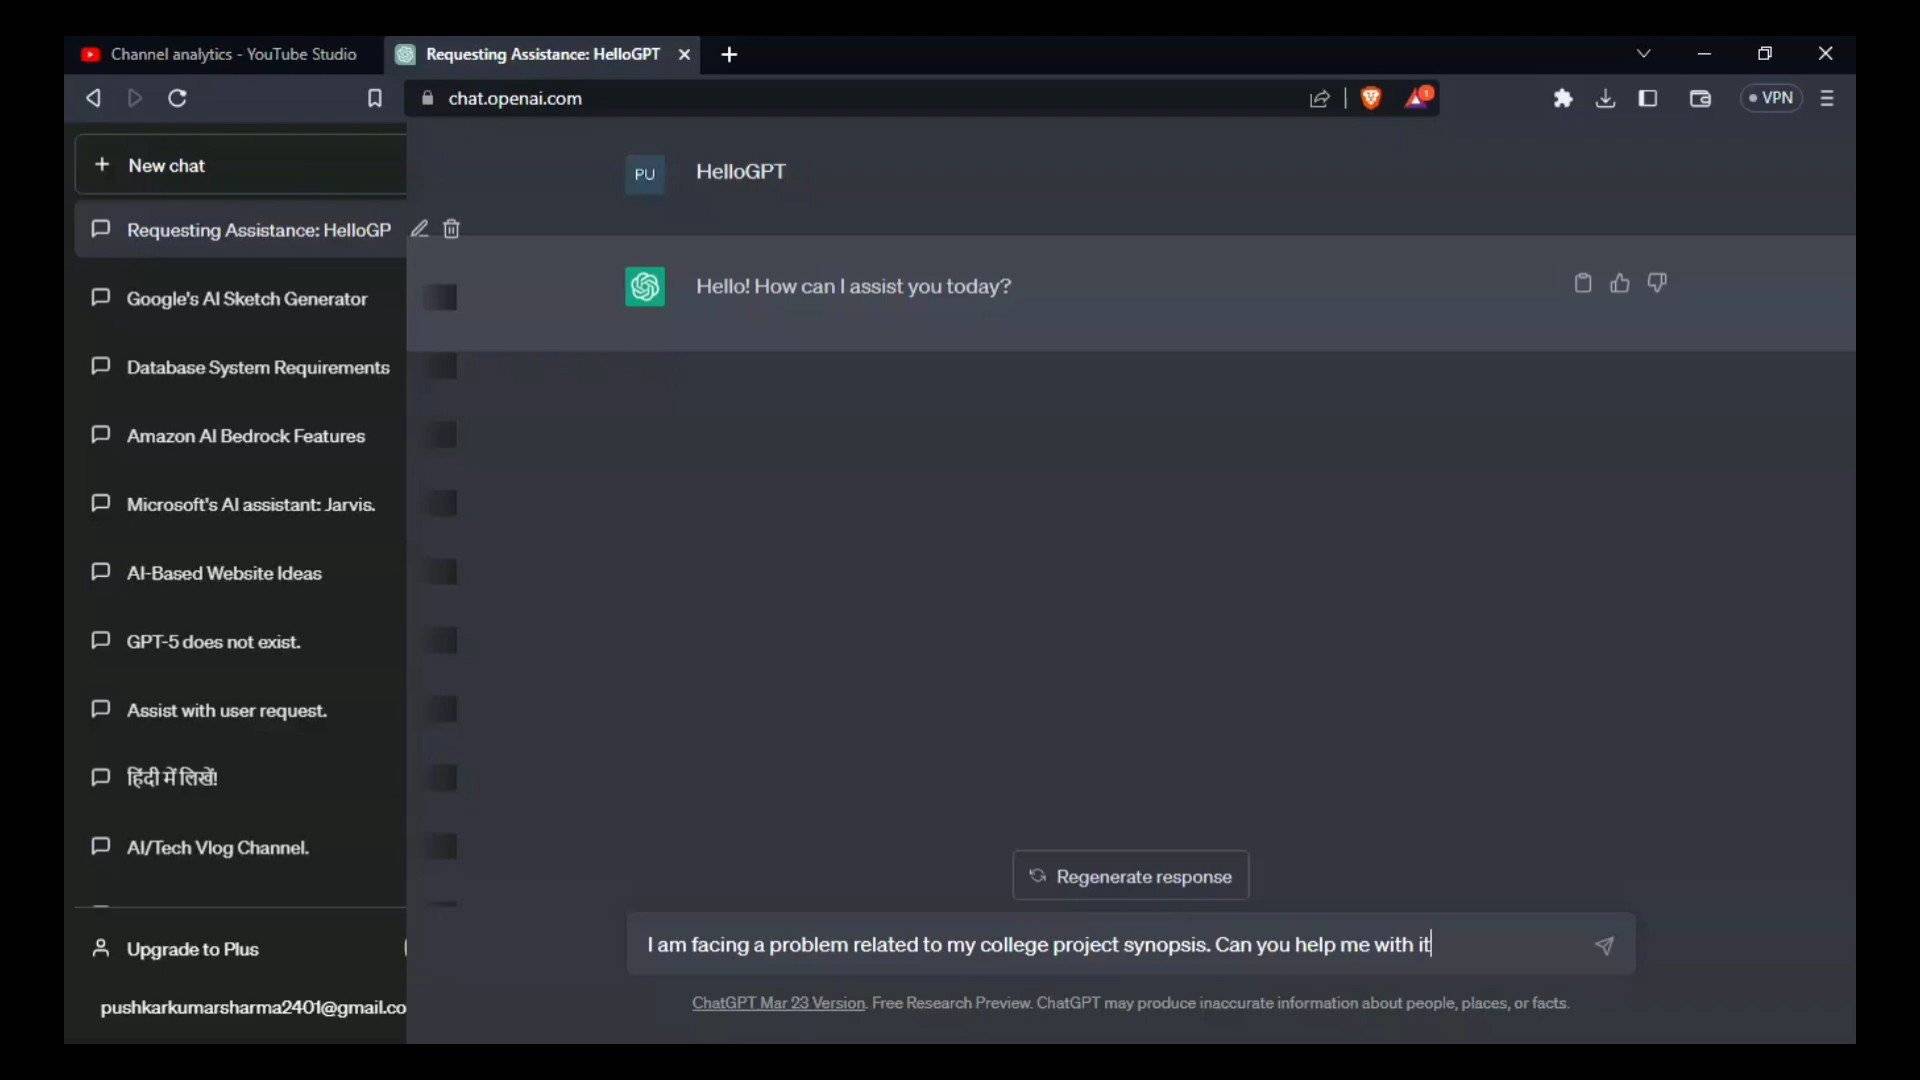 Channel analytics - YouTube Studio
Requesting Assistance: HelloGPT
chat.openai.com
1
VPN
New chat
PU
HelloGPT
Requesting Assistance: HelloGP
Hello! How can I assist you today?
Google's AI Sketch Generator
Database System Requirements
Amazon AI Bedrock Features
Microsoft's AI assistant: Jarvis.
AI-Based Website Ideas
GPT-5 does not exist.
Assist with user request.
हिंदी में लिखें!
AI/Tech Vlog Channel.
Regenerate response
Upgrade to Plus
I am facing a problem related to my college project synopsis. Can you help me with it
pushkarkumarsharma2401@gmail.co
ChatGPT Mar 23 Version. Free Research Preview. ChatGPT may produce inaccurate information about people, places, or facts.